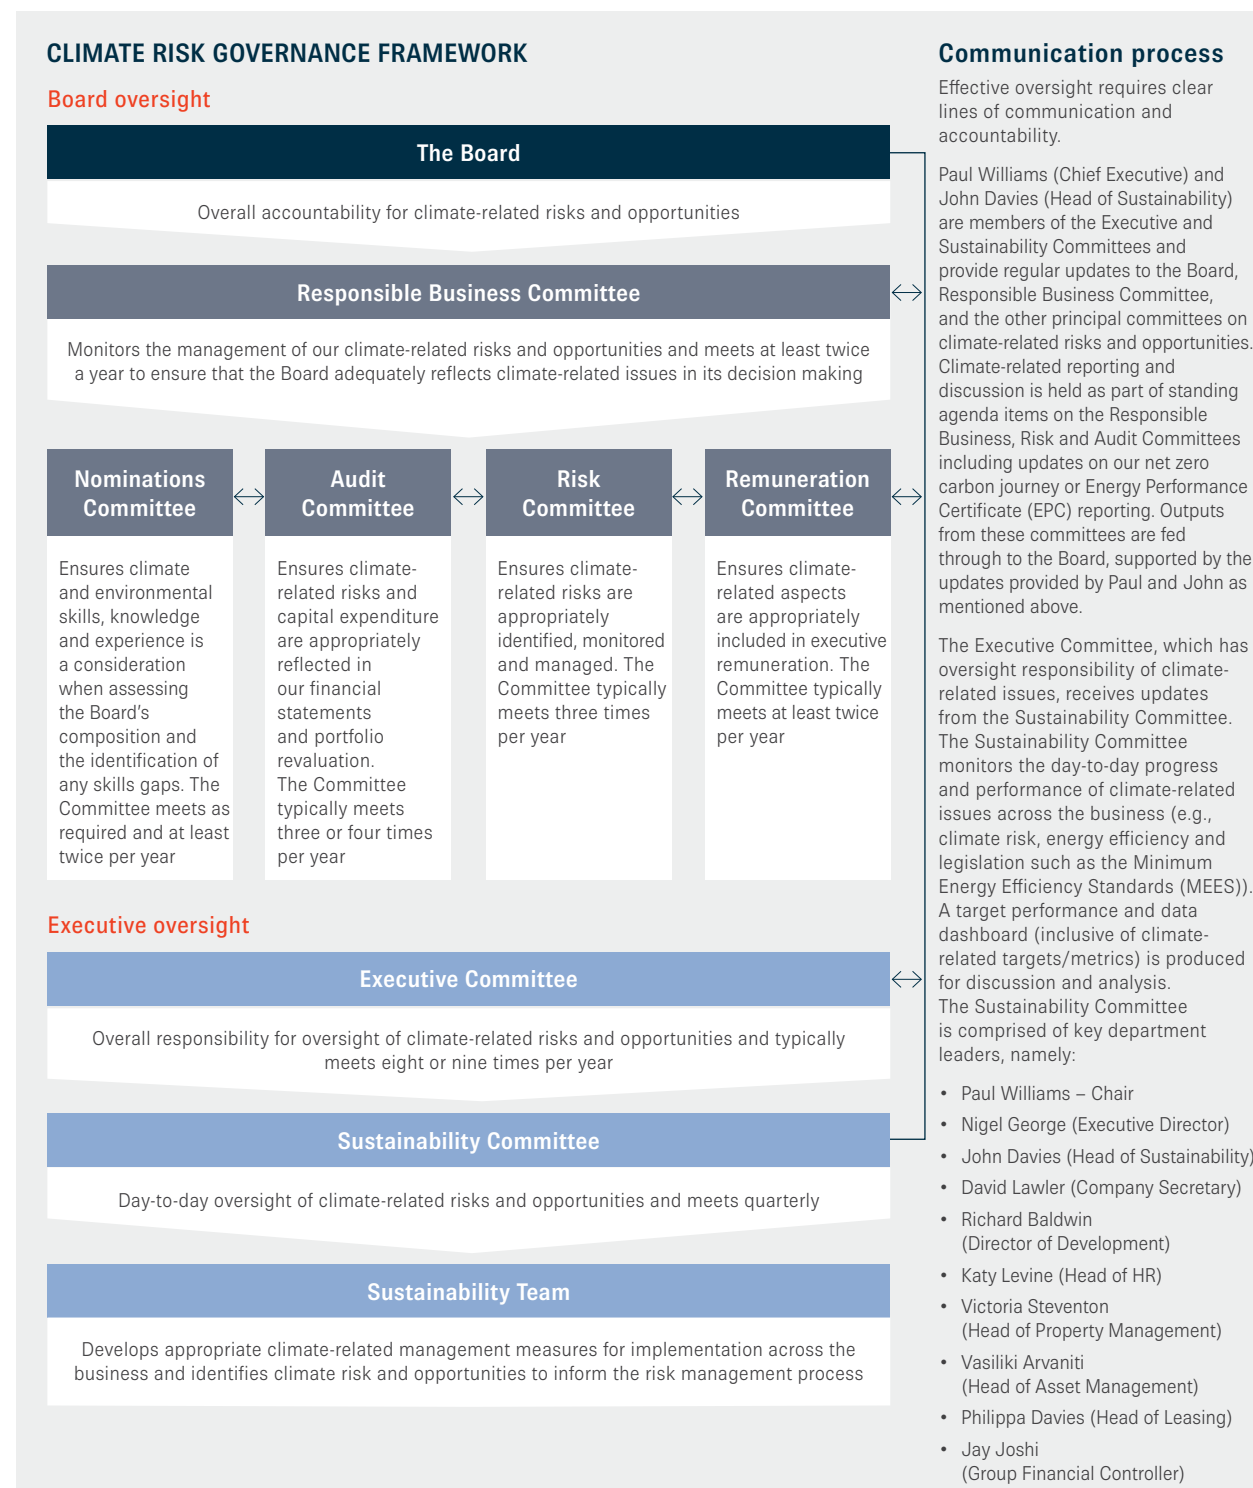 CLIMATE RISK GOVERNANCE FRAMEWORK
Board oversight
The Board
Overall accountability for climate-related risks and opportunities
Responsible Business Committee
Monitors the management of our climate-related risks and opportunities and meets at least twice
a year to ensure that the Board adequately reflects climate-related issues in its decision making
Nominations
Committee
Ensures climate
and environmental
skills, knowledge
and experience is
a consideration
when assessing
the Board's
composition and
the identification of
any skills gaps. The
Committee meets as
required and at least
twice per year
Audit
Committee
Ensures climate-
related risks and
capital expenditure
are appropriately
reflected in
our financial
statements
and portfolio
revaluation.
The Committee
typically meets
three or four times
per year
Risk
Committee
Ensures climate-
related risks are
appropriately
identified, monitored
and managed. The
Committee typically
meets three times
per year
Remuneration
Committee
Ensures climate-
related aspects
are appropriately
included in executive
remuneration. The
Committee typically
meets at least twice
per year
Executive oversight
Executive Committee
Overall responsibility for oversight of climate-related risks and opportunities and typically
meets eight or nine times per year
Sustainability Committee
Day-to-day oversight of climate-related risks and opportunities and meets quarterly
Sustainability Team
Develops appropriate climate-related management measures for implementation across the
business and identifies climate risk and opportunities to inform the risk management process
Communication process
Effective oversight requires clear
lines of communication and
accountability.
Paul Williams (Chief Executive) and
John Davies (Head of Sustainability)
are members of the Executive and
Sustainability Committees and
provide regular updates to the Board,
Responsible Business Committee,
and the other principal committees on
climate-related risks and opportunities.
Climate-related reporting and
discussion is held as part of standing
agenda items on the Responsible
Business, Risk and Audit Committees
including updates on our net zero
carbon journey or Energy Performance
Certificate (EPC) reporting. Outputs
from these committees are fed
through to the Board, supported by the
updates provided by Paul and John as
mentioned above.
The Executive Committee, which has
oversight responsibility of climate-
related issues, receives updates
from the Sustainability Committee.
The Sustainability Committee
monitors the day-to-day progress
and performance of climate-related
issues across the business (e.g.,
climate risk, energy efficiency and
legislation such as the Minimum
Energy Efficiency Standards (MEES)).
A target performance and data
dashboard (inclusive of climate-
related targets/metrics) is produced
for discussion and analysis.
The Sustainability Committee
is comprised of key department
leaders, namely:
• Paul Williams – Chair
• Nigel George (Executive Director)
• John Davies (Head of Sustainability)
• David Lawler (Company Secretary)
• Richard Baldwin
(Director of Development)
• Katy Levine (Head of HR)
• Victoria Steventon
(Head of Property Management)
• Vasiliki Arvaniti
(Head of Asset Management)
• Philippa Davies (Head of Leasing)
• Jay Joshi
(Group Financial Controller)